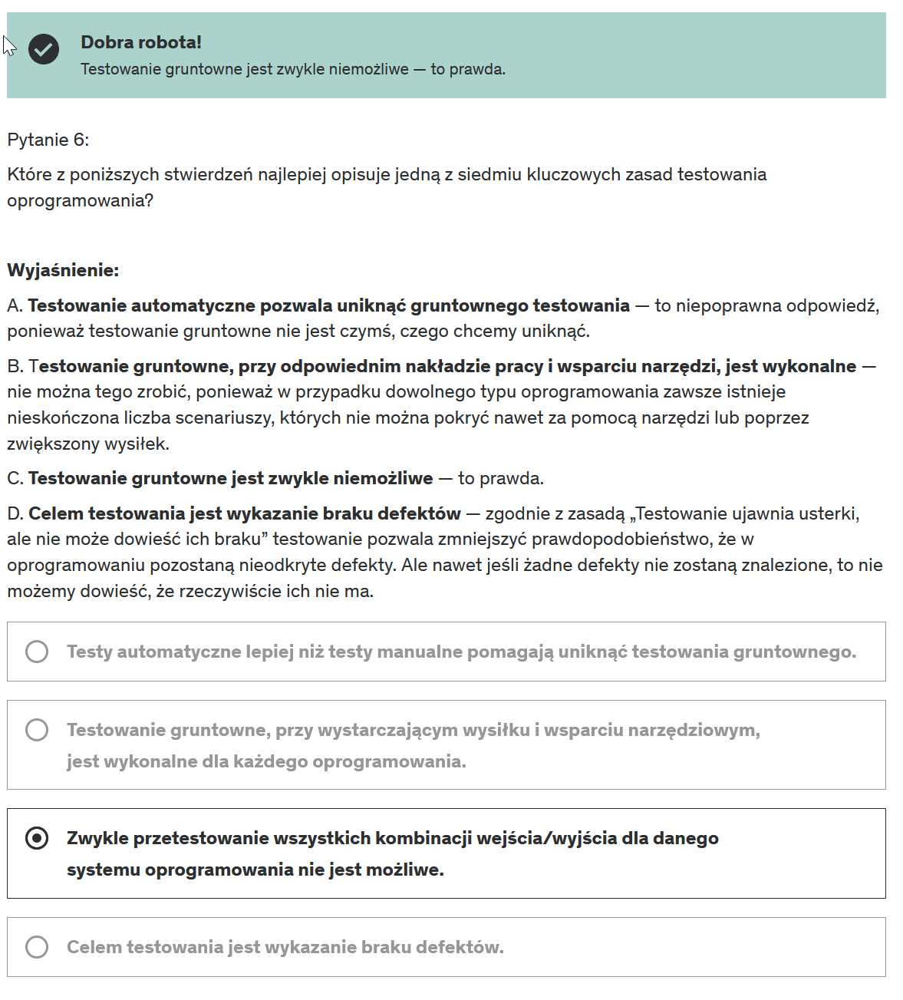 Dobra robota!
Testowanie gruntowne jest zwykle niemożliwe — to prawda.
Pytanie 6:
Które z poniższych stwierdzeń najlepiej opisuje jedną z siedmiu kluczowych zasad testowania
oprogramowania?
Wyjaśnienie:
A. Testowanie automatyczne pozwala uniknąć gruntownego testowania — to niepoprawna odpowiedź,
ponieważ testowanie gruntowne nie jest czymś, czego chcemy uniknąć.
B. Testowanie gruntowne, przy odpowiednim nakładzie pracy i wsparciu narzędzi, jest wykonalne —
nie można tego zrobić, ponieważ w przypadku dowolnego typu oprogramowania zawsze istnieje
nieskończona liczba scenariuszy, których nie można pokryć nawet za pomocą narzędzi lub poprzez
zwiększony wysiłek.
C. Testowanie gruntowne jest zwykle niemożliwe — to prawda.
D. Celem testowania jest wykazanie braku defektów — zgodnie z zasadą „Testowanie ujawnia usterki,
ale nie może dowieść ich braku” testowanie pozwala zmniejszyć prawdopodobieństwo, że w
oprogramowaniu pozostaną nieodkryte defekty. Ale nawet jeśli żadne defekty nie zostaną znalezione, to nie
możemy dowieść, że rzeczywiście ich nie ma.
Testy automatyczne lepiej niż testy manualne pomagają uniknąć testowania gruntownego.
Testowanie gruntowne, przy wystarczającym wysiłku i wsparciu narzędziowym,
jest wykonalne dla każdego oprogramowania.
Zwykle przetestowanie wszystkich kombinacji wejścia/wyjścia dla danego
systemu oprogramowania nie jest możliwe.
Celem testowania jest wykazanie braku defektów.